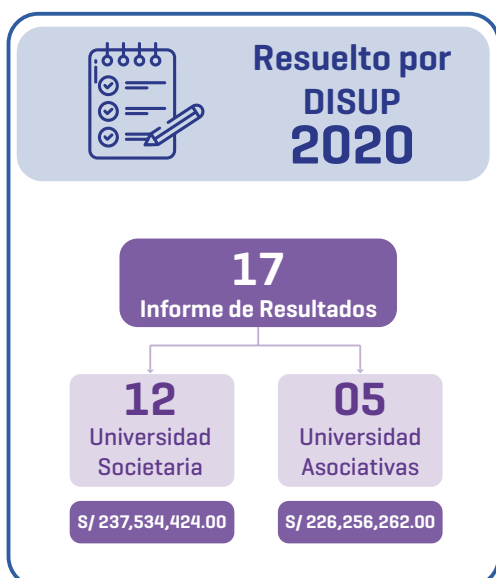 Resuelto por
DISUP
2020
17
Informe de Resultados
12
Universidad
Societaria
05
Universidad
Asociativas
S/ 237,534,424.00
S/ 226,256,262.00